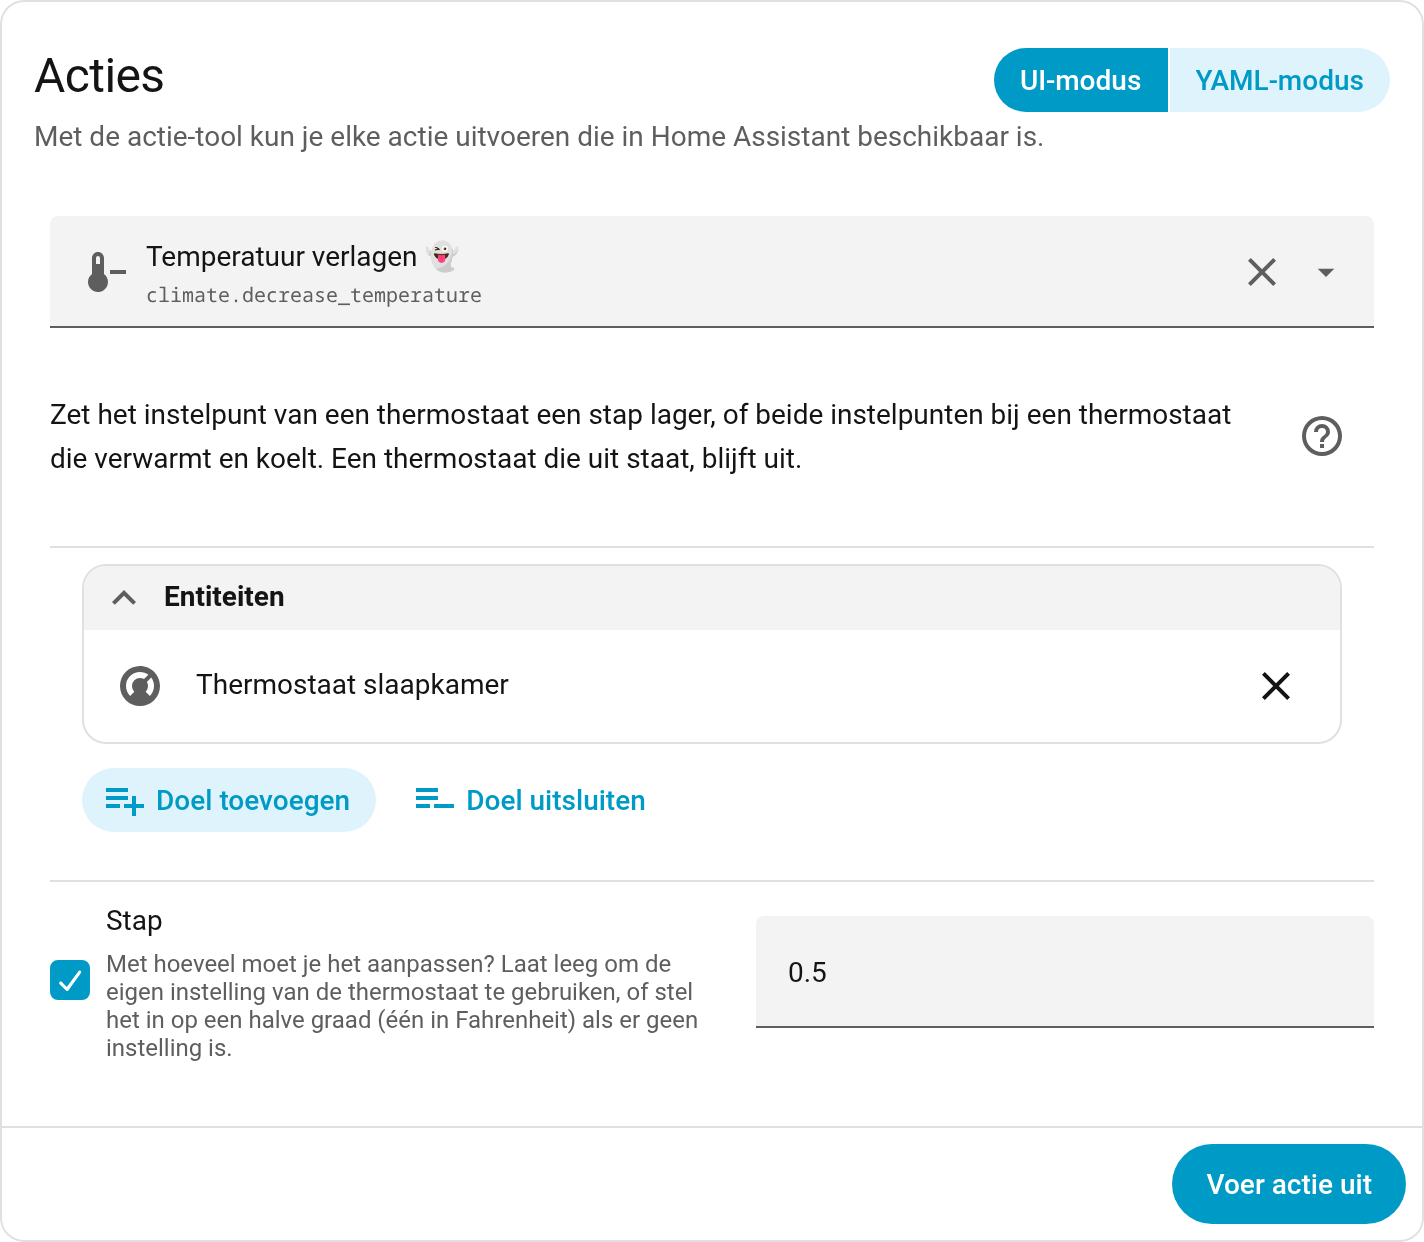 Acties
UI-modus
YAML-modus
Met de actie-tool kun je elke actie uitvoeren die in Home Assistant beschikbaar is.
Temperatuur verlagen 👻
climate.decrease_temperature
Zet het instelpunt van een thermostaat een stap lager, of beide instelpunten bij een thermostaat
die verwarmt en koelt. Een thermostaat die uit staat, blijft uit.
Entiteiten
Thermostaat slaapkamer
Doel toevoegen
Doel uitsluiten
Stap
Met hoeveel moet je het aanpassen? Laat leeg om de
eigen instelling van de thermostaat te gebruiken, of stel
het in op een halve graad (één in Fahrenheit) als er geen
instelling is.
0.5
Voer actie uit